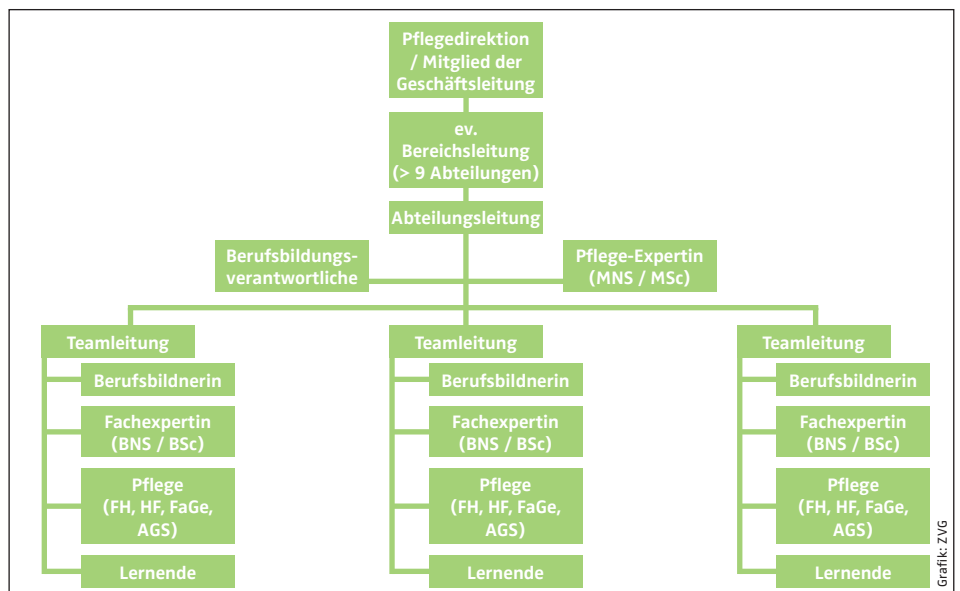 Pflegedirektion
/ Mitglied der
Geschäftsleitung
ev.
Bereichsleitung
(> 9 Abteilungen)
Abteilungsleitung
Berufsbildungs-
verantwortliche
Pflege-Expertin
(MNS / MSc)
Teamleitung
Berufsbildnerin
Fachexpertin
(BNS / BSc)
Pflege
(FH, HF, FaGe,
AGS)
Lernende
Teamleitung
Berufsbildnerin
Fachexpertin
(BNS / BSc)
Pflege
(FH, HF, FaGe,
AGS)
Lernende
Teamleitung
Berufsbildnerin
Fachexpertin
(BNS / BSc)
Pflege
(FH, HF, FaGe,
AGS)
Lernende
Grafik: ZVG